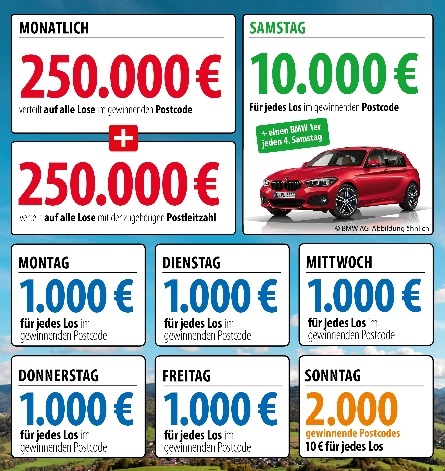 MONATLICH
250.000 €
verteilt auf alle Lose im gewinnenden Postcode
+
250.000 €
verteilt auf alle Lose mit der zugehörigen Postleitzahl
SAMSTAG
10.000 €
Für jedes Los im gewinnenden Postcode
+ einen BMW 1er
jeden 4. Samstag
© BMW AG. Abbildung ähnlich
MONTAG
1.000 €
für jedes Los im
gewinnenden Postcode
DIENSTAG
1.000 €
für jedes Los im
gewinnenden Postcode
MITTWOCH
1.000 €
für jedes Los im
gewinnenden Postcode
DONNERSTAG
1.000 €
für jedes Los im
gewinnenden Postcode
FREITAG
1.000 €
für jedes Los im
gewinnenden Postcode
SONNTAG
2.000
gewinnende Postcodes
10 € für jedes Los